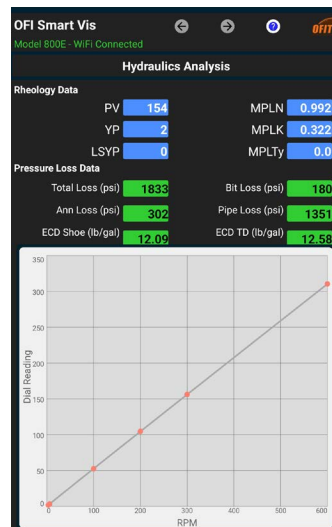 OFI Smart Vis
OFIT
Model 800E - WiFi Connected
Hydraulics Analysis
Rheology Data
PV 154 MPLN 0.992
YP 2 MPLK 0.322
LSYP 0 MPLTy 0.0
Pressure Loss Data
Total Loss (psi) 1833 Bit Loss (psi) 180
Ann Loss (psi) 302 Pipe Loss (psi) 1351
ECD Shoe (lb/gal) 12.09 ECD TD (lb/gal) 12.58
350
300
250
200
150
100
50
0
Dial Reading
0 100 200 300 400 500 600
RPM